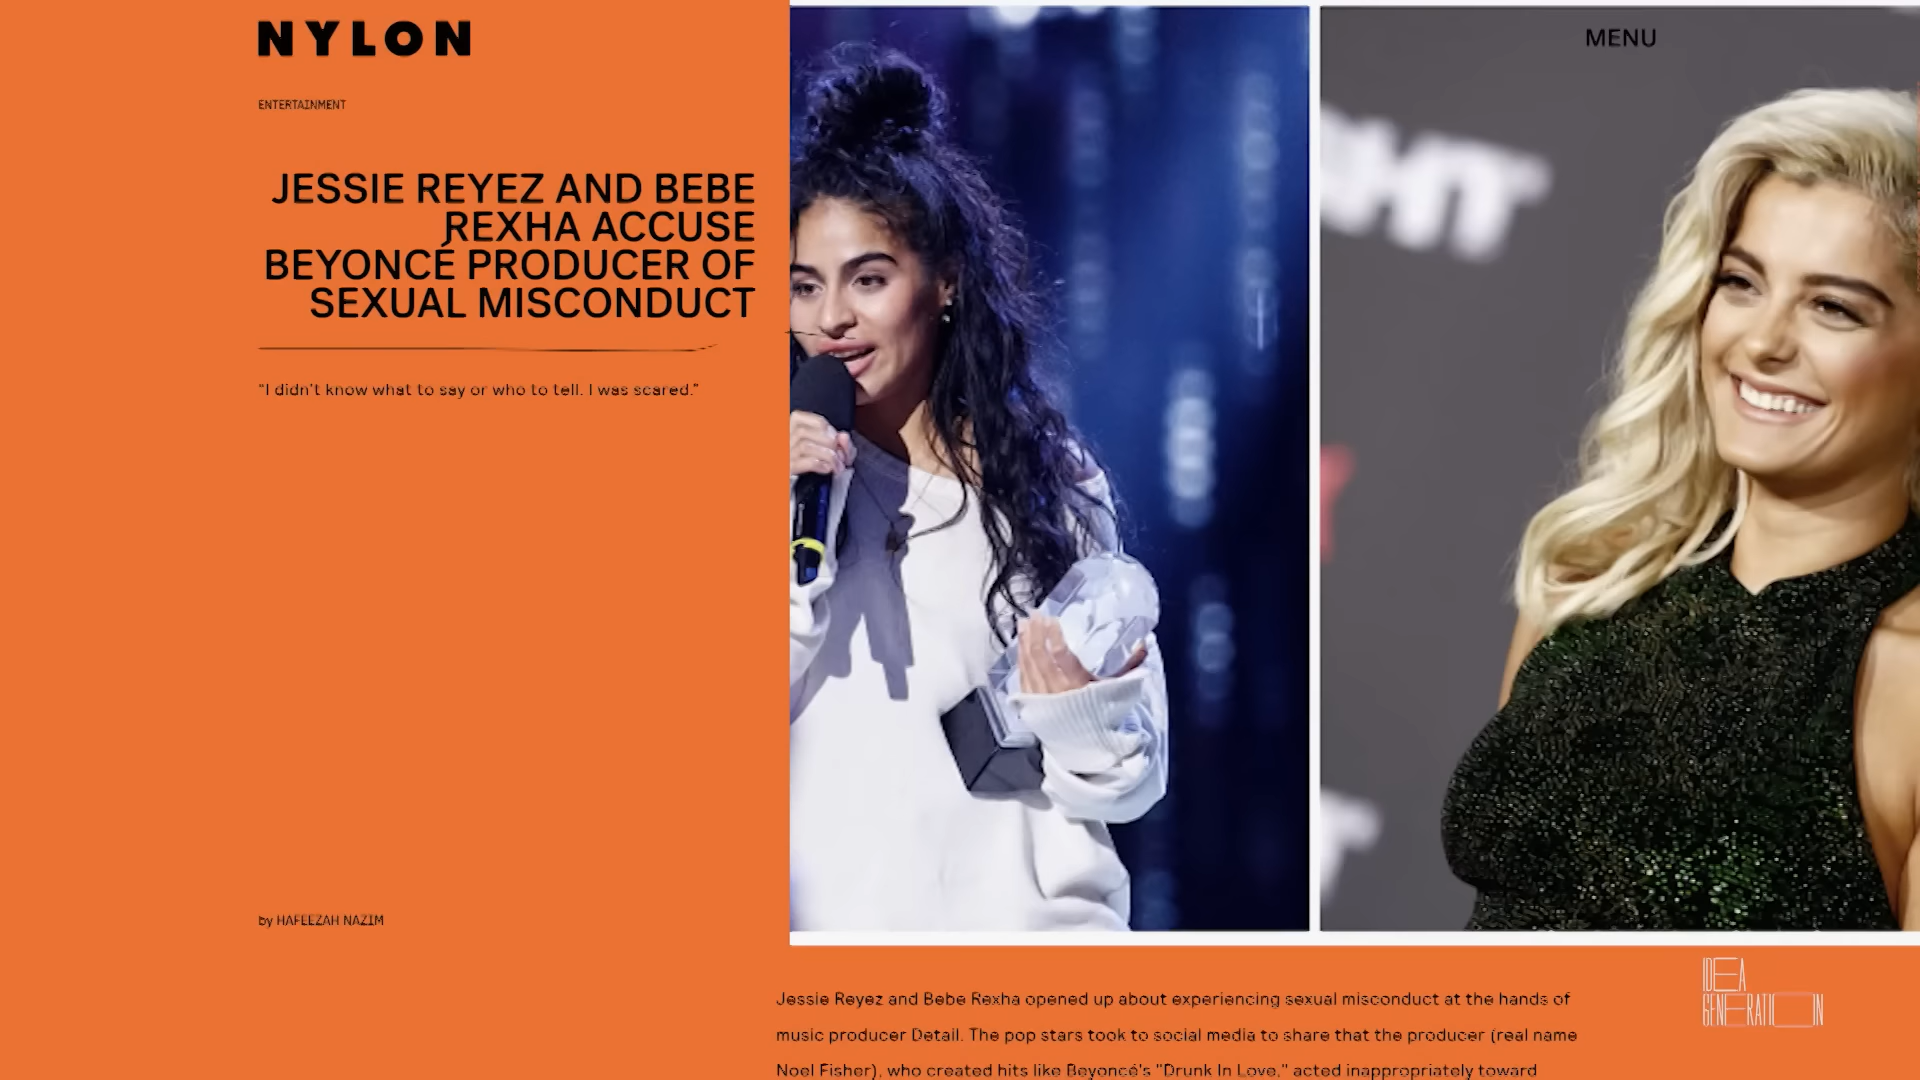 NYLON
MENU
ENTERTAINMENT
JESSIE REYEZ AND BEBE
REXHA ACCUSE
BEYONCÉ PRODUCER OF
SEXUAL MISCONDUCT
"I didn't know what to say or who to tell. I was scared."
by HAFEEZAH NAZIM
Jessie Reyez and Bebe Rexha opened up about experiencing sexual misconduct at the hands of
music producer Detail. The pop stars took to social media to share that the producer (real name
Noel Fisher), who created hits like Beyoncé's "Drunk In Love," acted inappropriately toward
IDEA
GENERATION